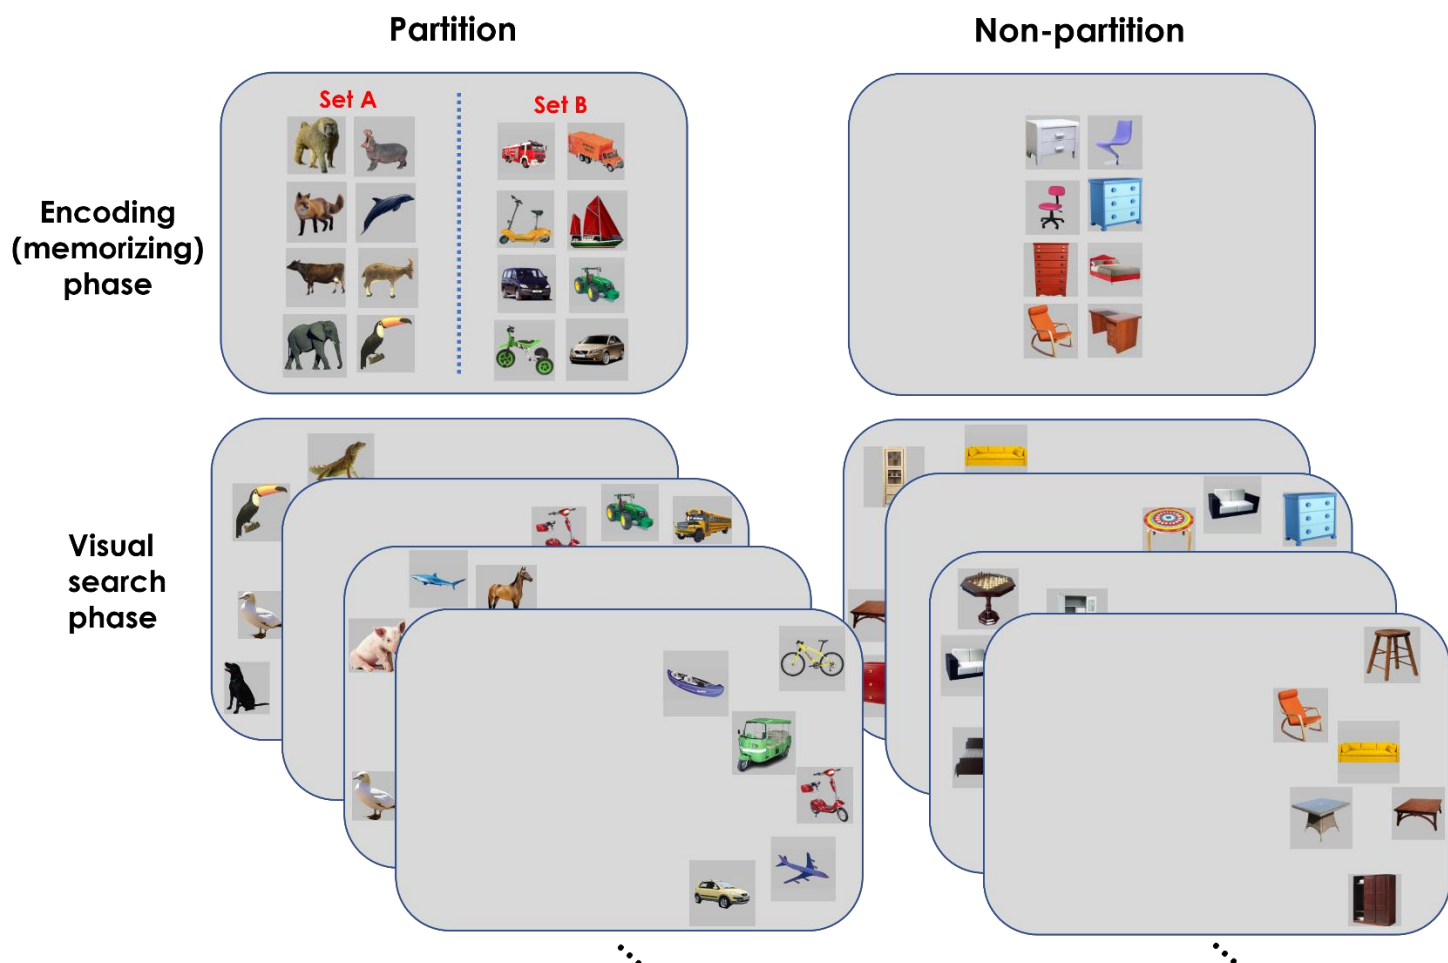 Partition
Non-partition
Set A
Set B
Encoding
(memorizing)
phase
Visual
search
phase
...
...